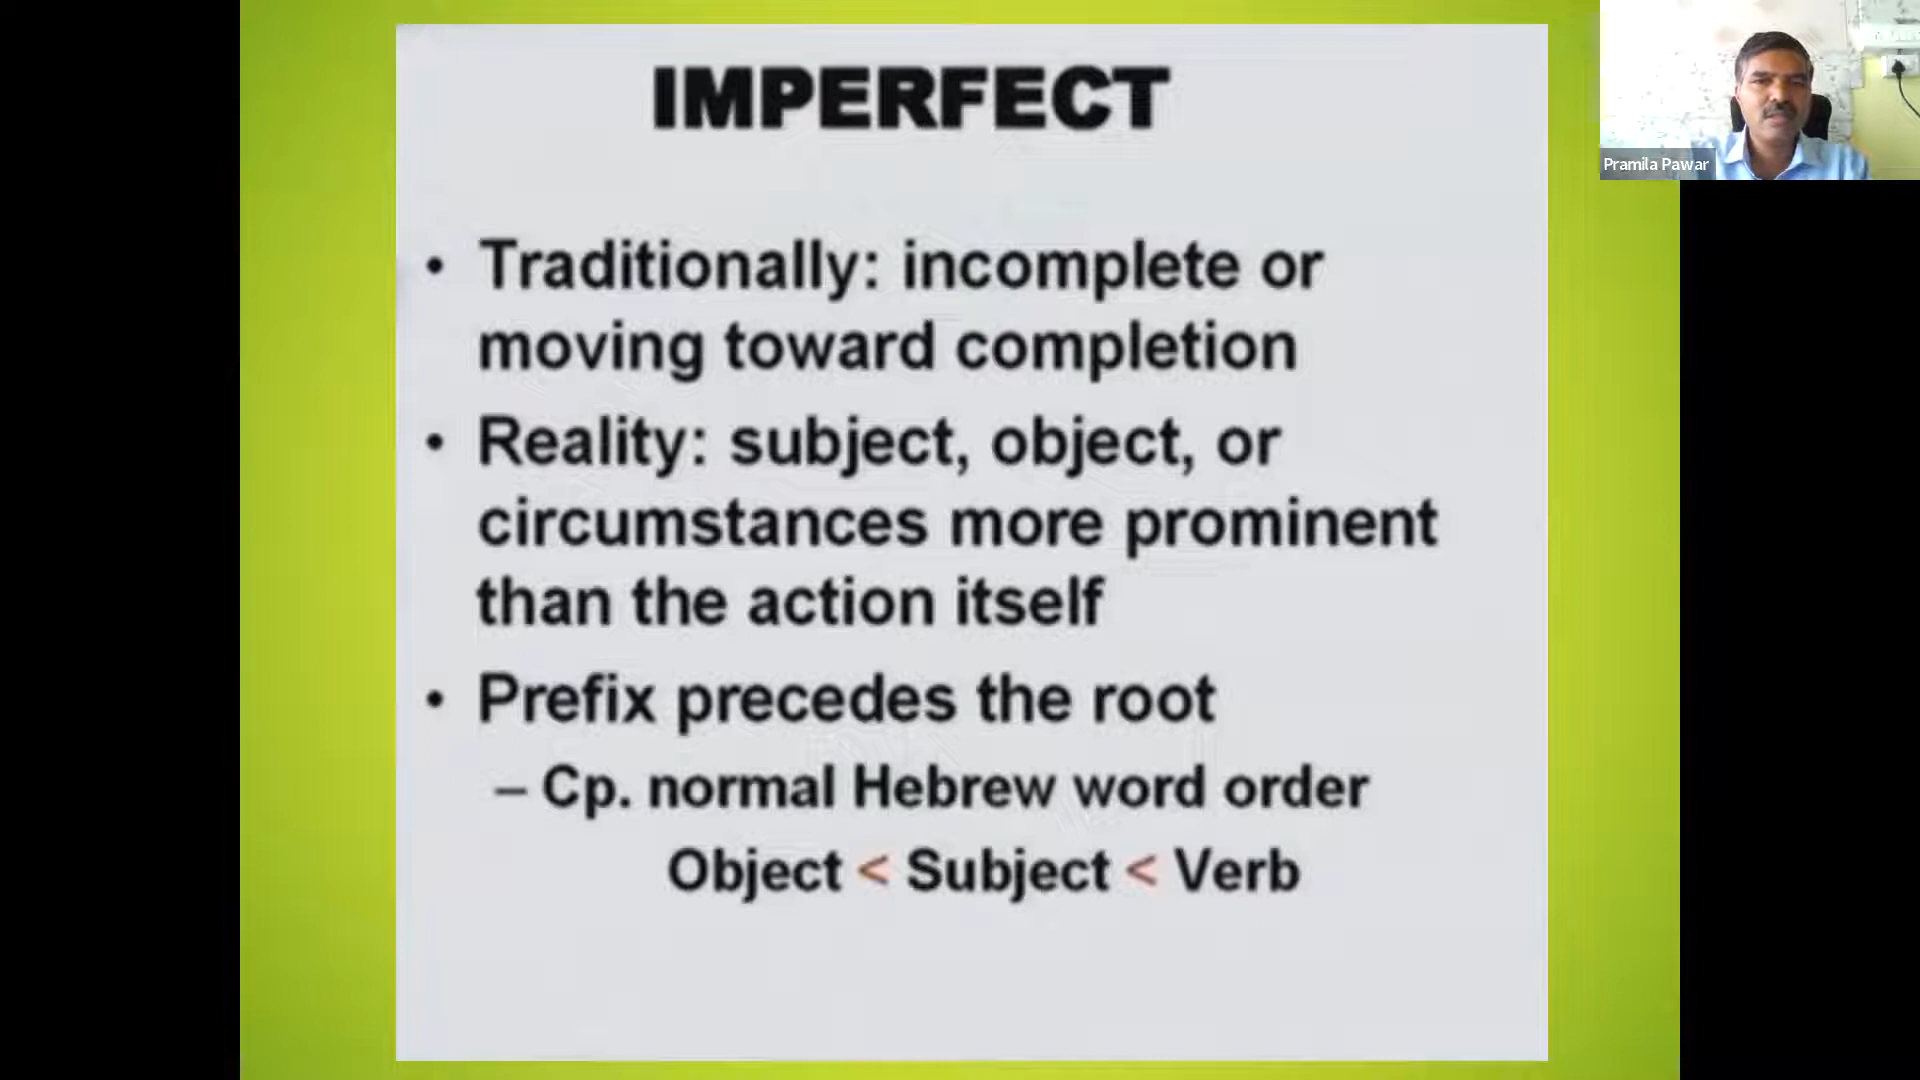 IMPERFECT
• Traditionally: incomplete or
moving toward completion
• Reality: subject, object, or
circumstances more prominent
than the action itself
• Prefix precedes the root
– Cp. normal Hebrew word order
Object < Subject < Verb
Pramila Pawar